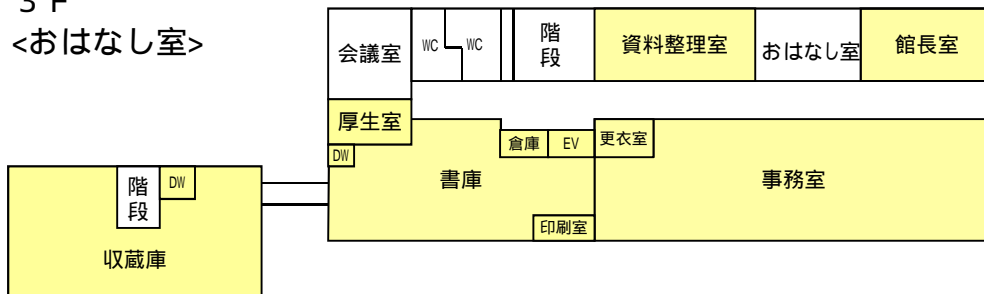 ３Ｆ
<おはなし室>
会議室
WC
WC
階段
資料整理室
おはなし室
館長室
厚生室
DW
倉庫
EV
更衣室
書庫
事務室
印刷室
階段
DW
収蔵庫